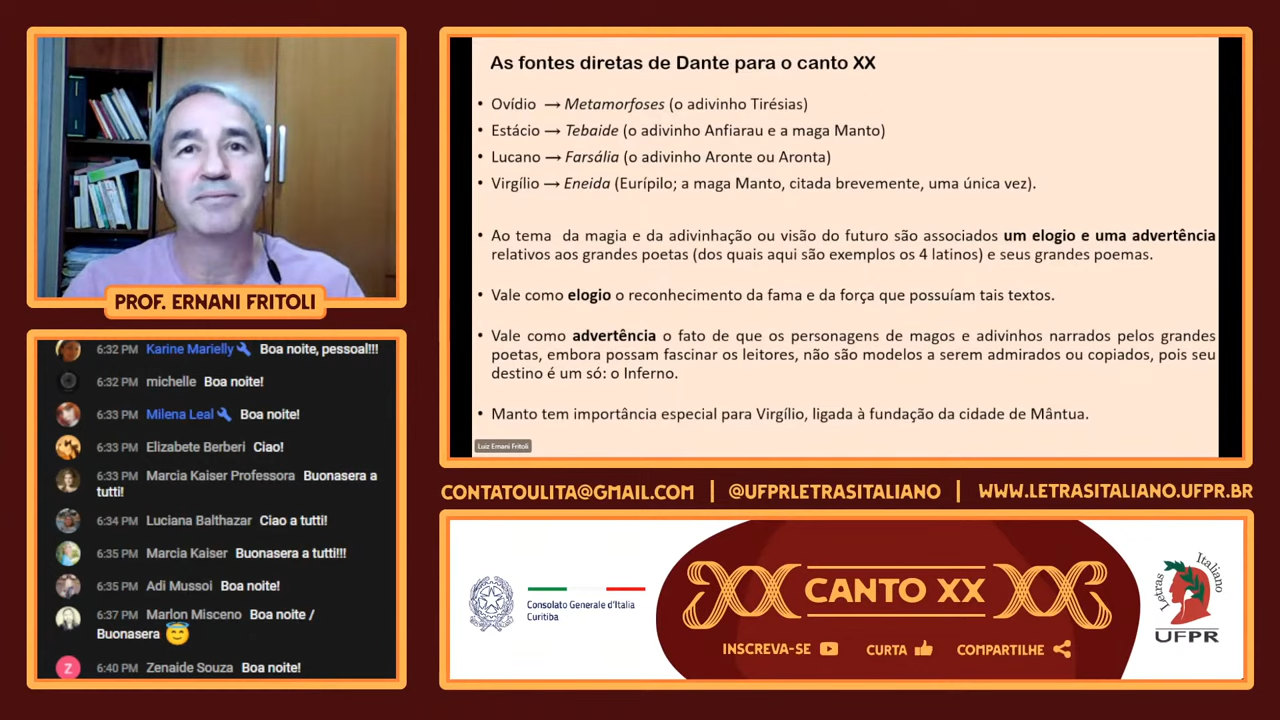 PROF. ERNANI FRITOLI
6:32 PM Karine Marielly Boa noite, pessoal!!!
6:32 PM michelle Boa noite!
6:33 PM Milena Leal Boa noite!
6:33 PM Elizabete Berberi Ciao!
6:33 PM Marcia Kaiser Professora Buonasera a
tutti!
6:34 PM Luciana Balthazar Ciao a tutti!
6:35 PM Marcia Kaiser Buonasera a tutti!!!
6:35 PM Adi Mussoi Boa noite!
6:37 PM Marlon Misceno Boa noite /
Buonasera 😇
Z 6:40 PM Zenaide Souza Boa noite!
As fontes diretas de Dante para o canto XX
• Ovídio → Metamorfoses (o adivinho Tirésias)
• Estácio → Tebaide (o adivinho Anfiarau e a maga Manto)
• Lucano → Farsália (o adivinho Aronte ou Aronta)
• Virgílio → Eneida (Eurípilo; a maga Manto, citada brevemente, uma única vez).
• Ao tema da magia e da adivinhação ou visão do futuro são associados um elogio e uma advertência
relativos aos grandes poetas (dos quais aqui são exemplos os 4 latinos) e seus grandes poemas.
• Vale como elogio o reconhecimento da fama e da força que possuíam tais textos.
• Vale como advertência o fato de que os personagens de magos e adivinhos narrados pelos grandes
poetas, embora possam fascinar os leitores, não são modelos a serem admirados ou copiados, pois seu
destino é um só: o Inferno.
• Manto tem importância especial para Virgílio, ligada à fundação da cidade de Mântua.
Luiz Ernani Fritoli
CONTATOULITA@GMAIL.COM | @UFPRLETRASITALIANO | WWW.LETRASITALIANO.UFPR.BR
Consolato Generale d'Italia
Curitiba
XX CANTO XX XX
INSCREVA-SE CURTA COMPARTILHE
Letras Italiano
UFPR